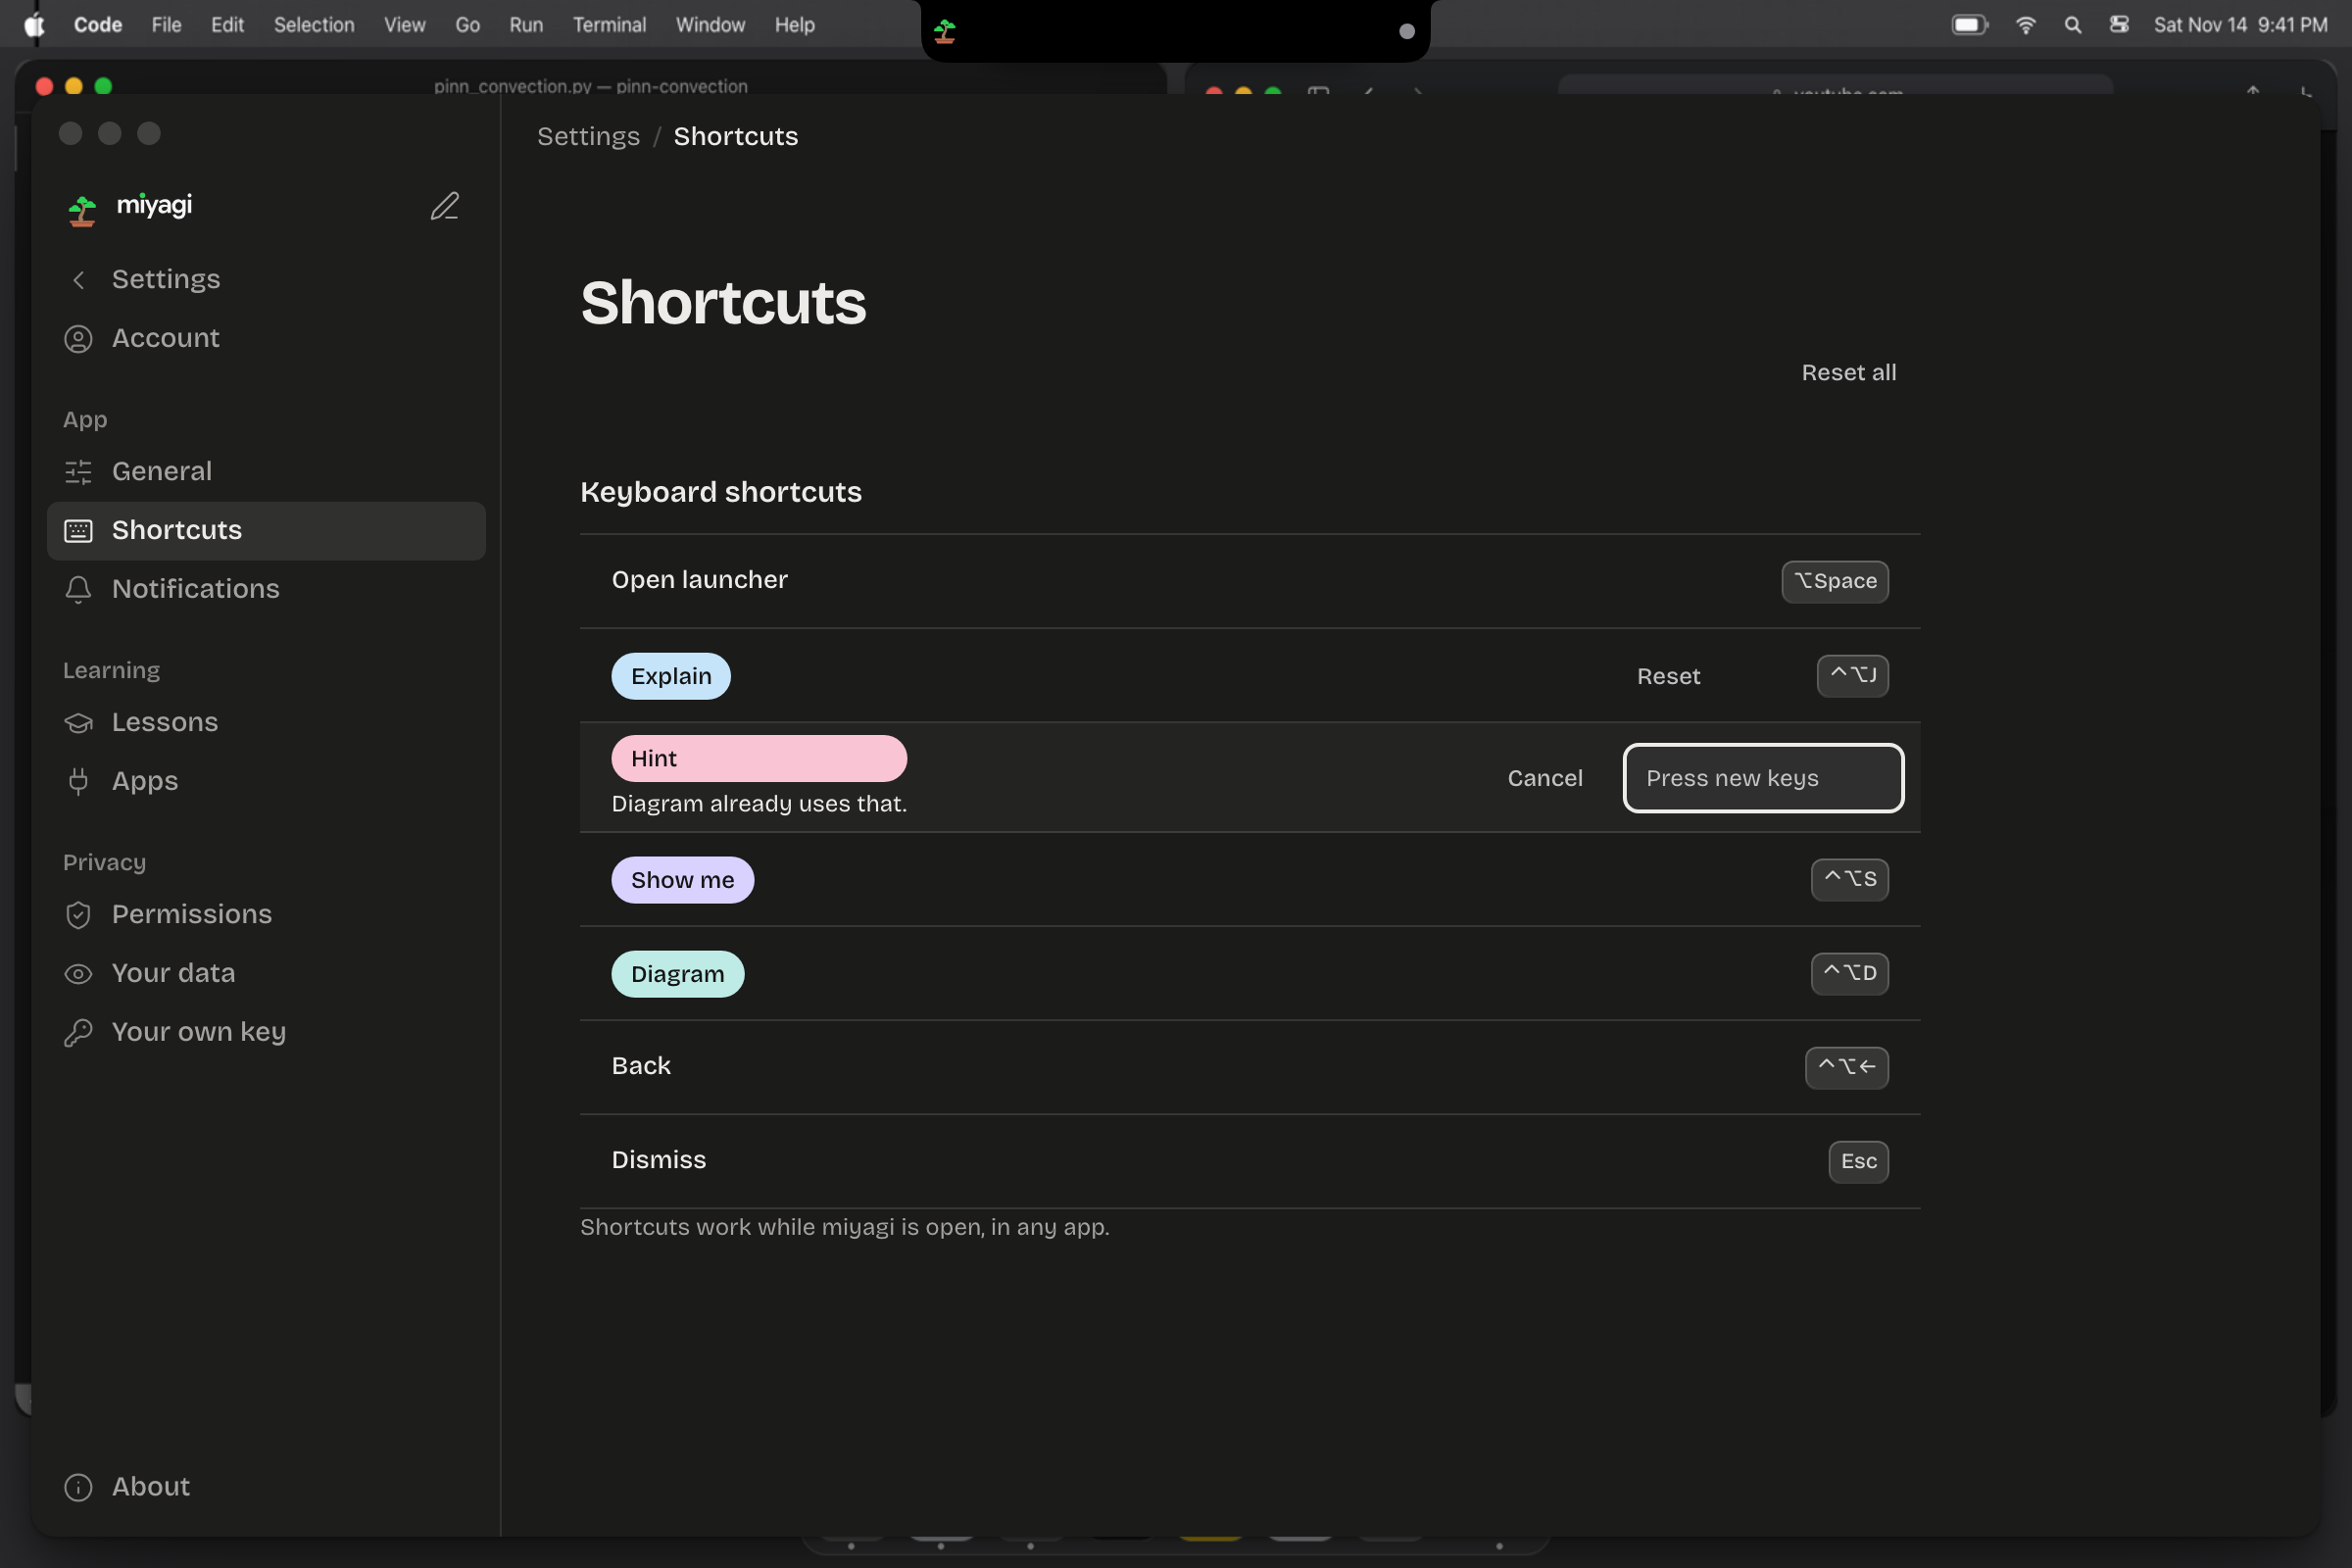 Code File Edit Selection View Go Run Terminal Window Help
Sat Nov 14 9:41 PM
pinn_convection.py — pinn-convection
youtube.com
miyagi
Settings
Account
App
General
Shortcuts
Notifications
Learning
Lessons
Apps
Privacy
Permissions
Your data
Your own key
About
Settings / Shortcuts
Shortcuts
Reset all
Keyboard shortcuts
Open launcher ⌥Space
Explain Reset ^⌥J
Hint Cancel Press new keys
Diagram already uses that.
Show me ^⌥S
Diagram ^⌥D
Back ^⌥←
Dismiss Esc
Shortcuts work while miyagi is open, in any app.